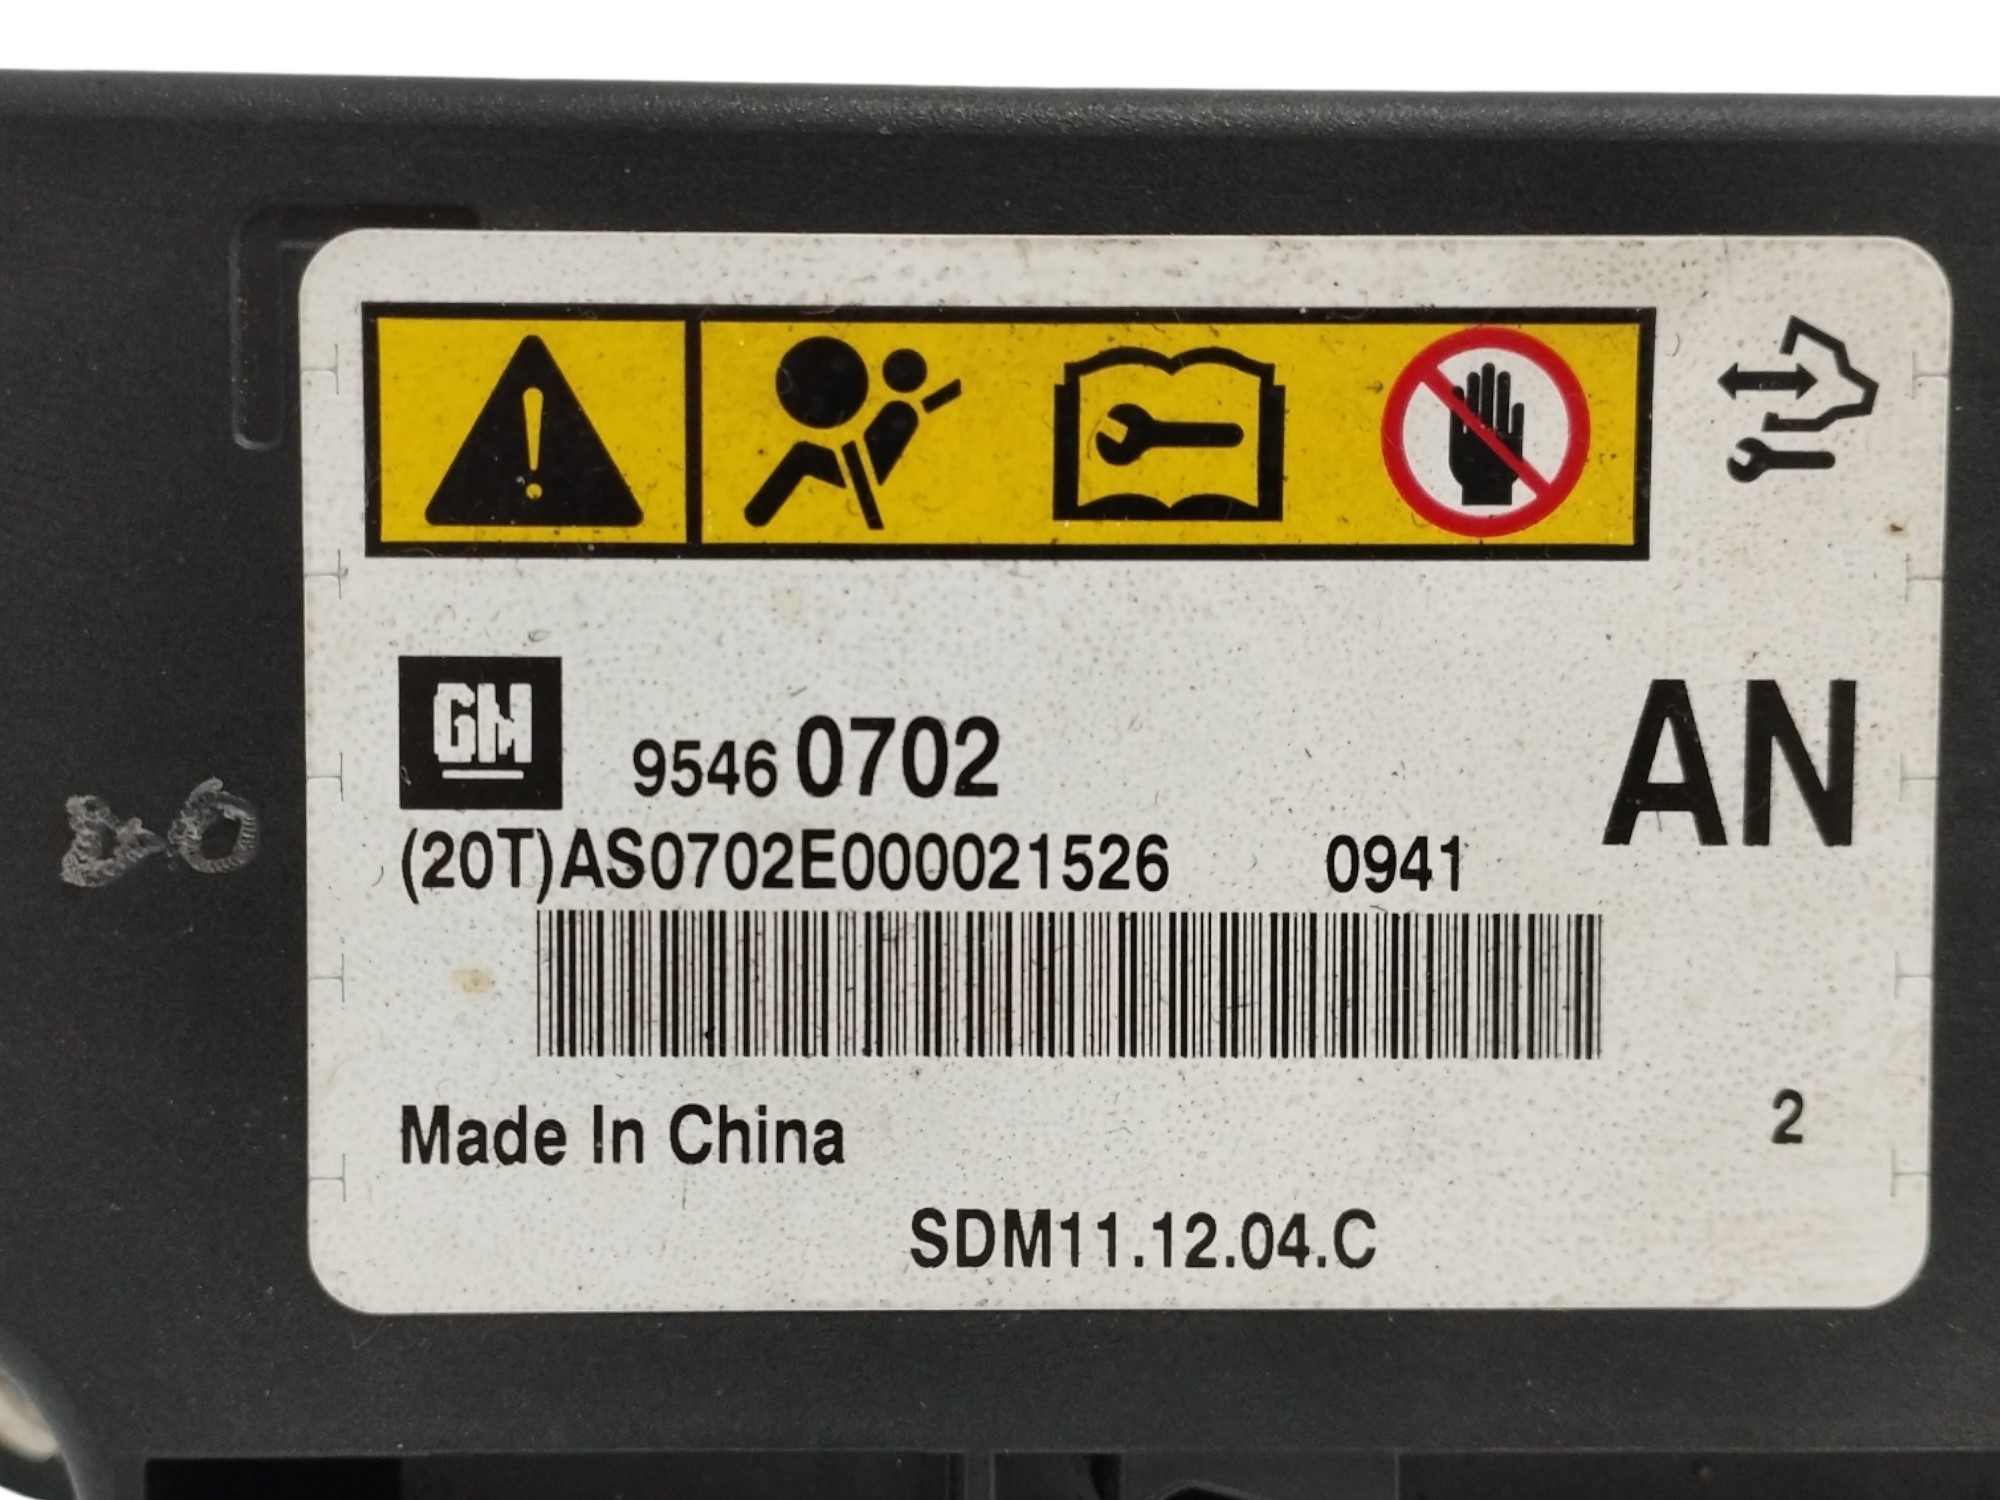 GM
9546 0702
AN
(20T)AS0702E000021526 0941
Made In China
2
SDM11.12.04.C